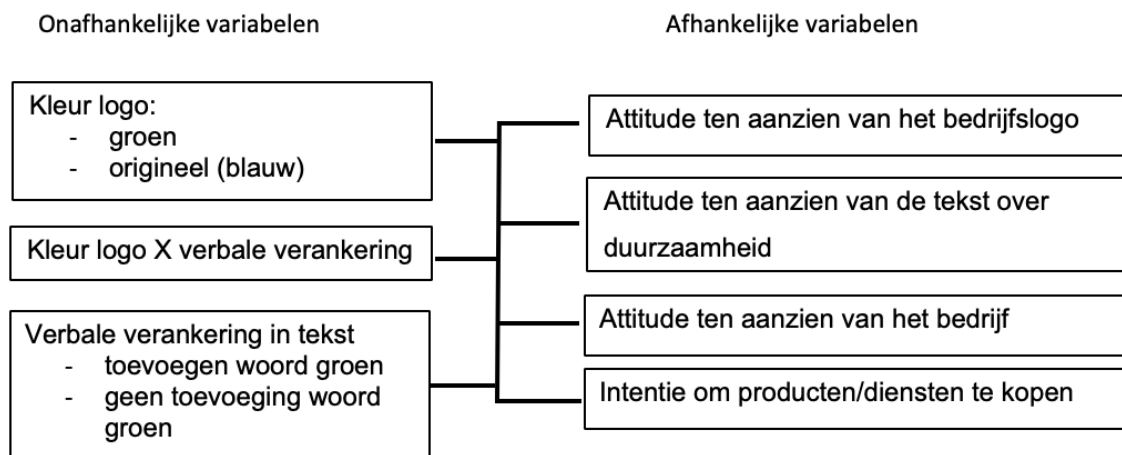 Onafhankelijke variabelen
Kleur logo:
- groen
- origineel (blauw)
Kleur logo X verbale verankering
Verbale verankering in tekst
- toevoegen woord groen
- geen toevoeging woord
groen
Afhankelijke variabelen
Attitude ten aanzien van het bedrijfslogo
Attitude ten aanzien van de tekst over
duurzaamheid
Attitude ten aanzien van het bedrijf
Intentie om producten/diensten te kopen